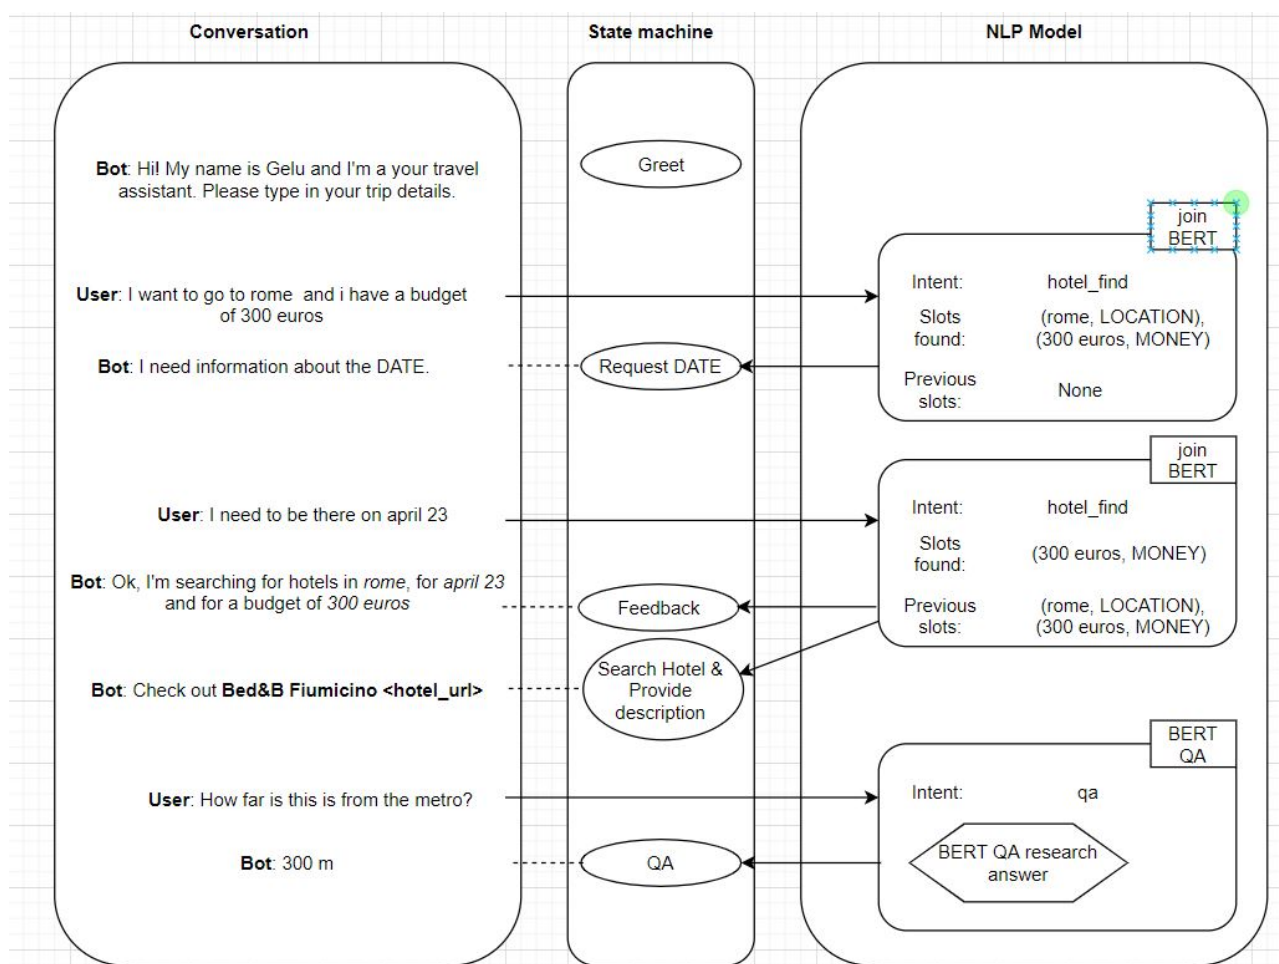 Conversation
State machine
NLP Model
Bot: Hi! My name is Gelu and I'm a your travel
assistant. Please type in your trip details.
Greet
join
BERT
User: I want to go to rome  and i have a budget
of 300 euros
Intent: hotel_find
Slots
found:
(rome, LOCATION),
(300 euros, MONEY)
Bot: I need information about the DATE.
Request DATE
Previous
slots:
None
join
BERT
User: I need to be there on april 23
Intent: hotel_find
Slots
found:
(300 euros, MONEY)
Bot: Ok, I'm searching for hotels in rome, for april 23
and for a budget of 300 euros
Feedback
Previous
slots:
(rome, LOCATION),
(300 euros, MONEY)
Bot: Check out Bed&B Fiumicino <hotel_url>
Search Hotel &
Provide
description
BERT
QA
User: How far is this is from the metro?
Intent: qa
Bot: 300 m
QA
BERT QA research
answer